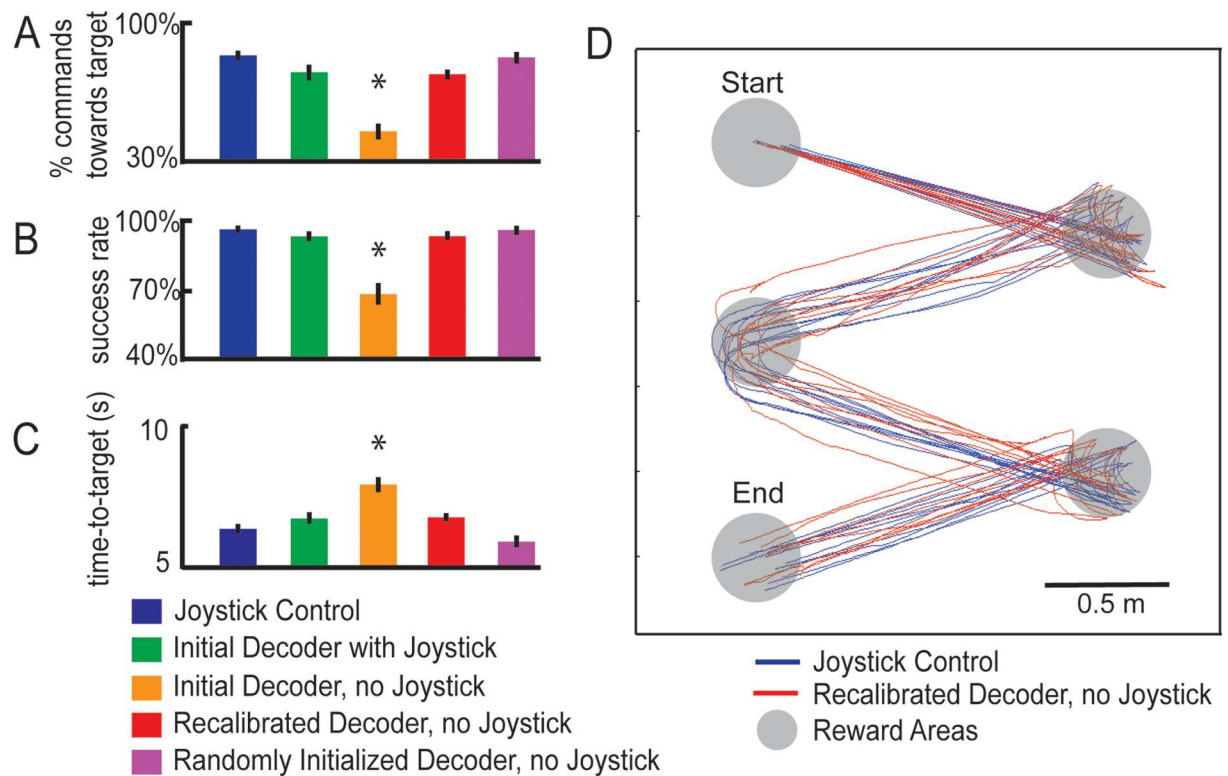 A
100%
% commands
towards target
*
30%
B
100%
success rate
*
70%
40%
C
10
time-to-target (s)
*
5
Joystick Control
Initial Decoder with Joystick
Initial Decoder, no Joystick
Recalibrated Decoder, no Joystick
Randomly Initialized Decoder, no Joystick
D
Start
End
0.5 m
Joystick Control
Recalibrated Decoder, no Joystick
Reward Areas